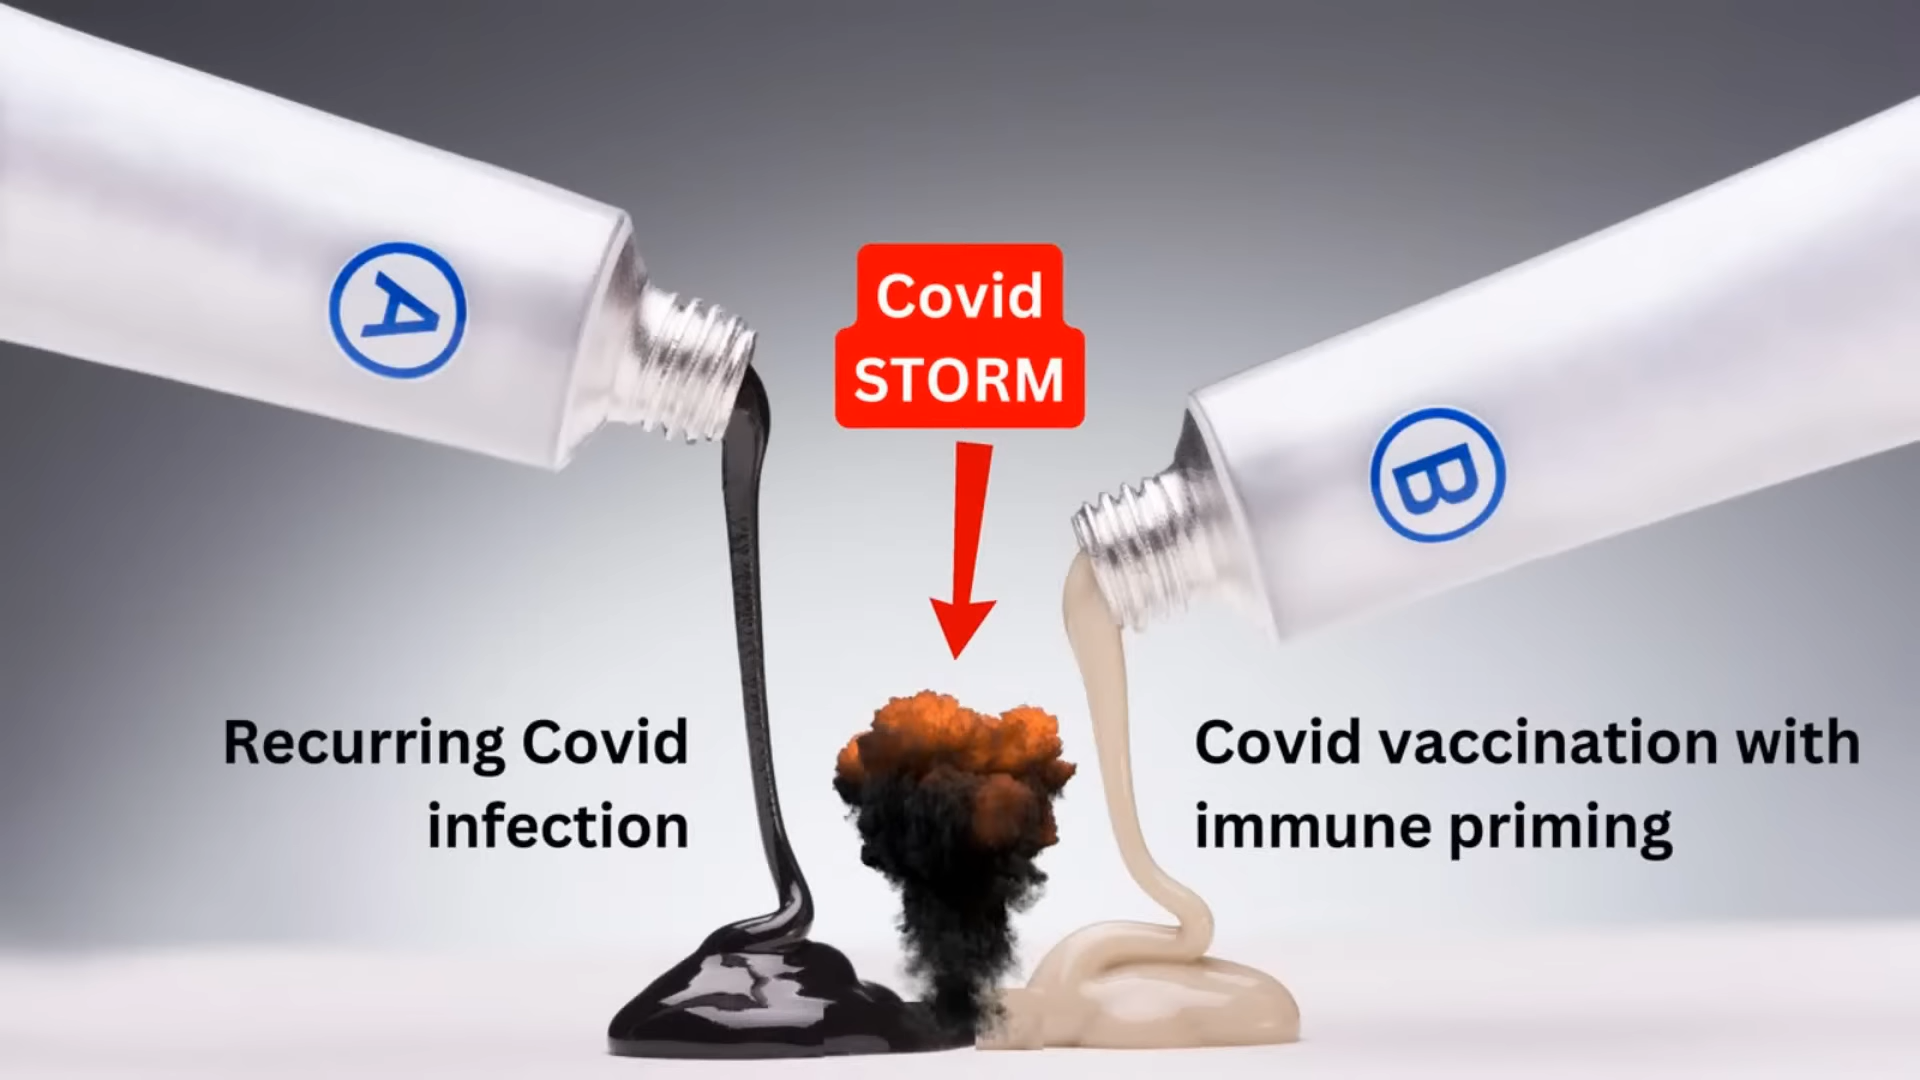 A
Covid
STORM
B
Recurring Covid
infection
Covid vaccination with
immune priming